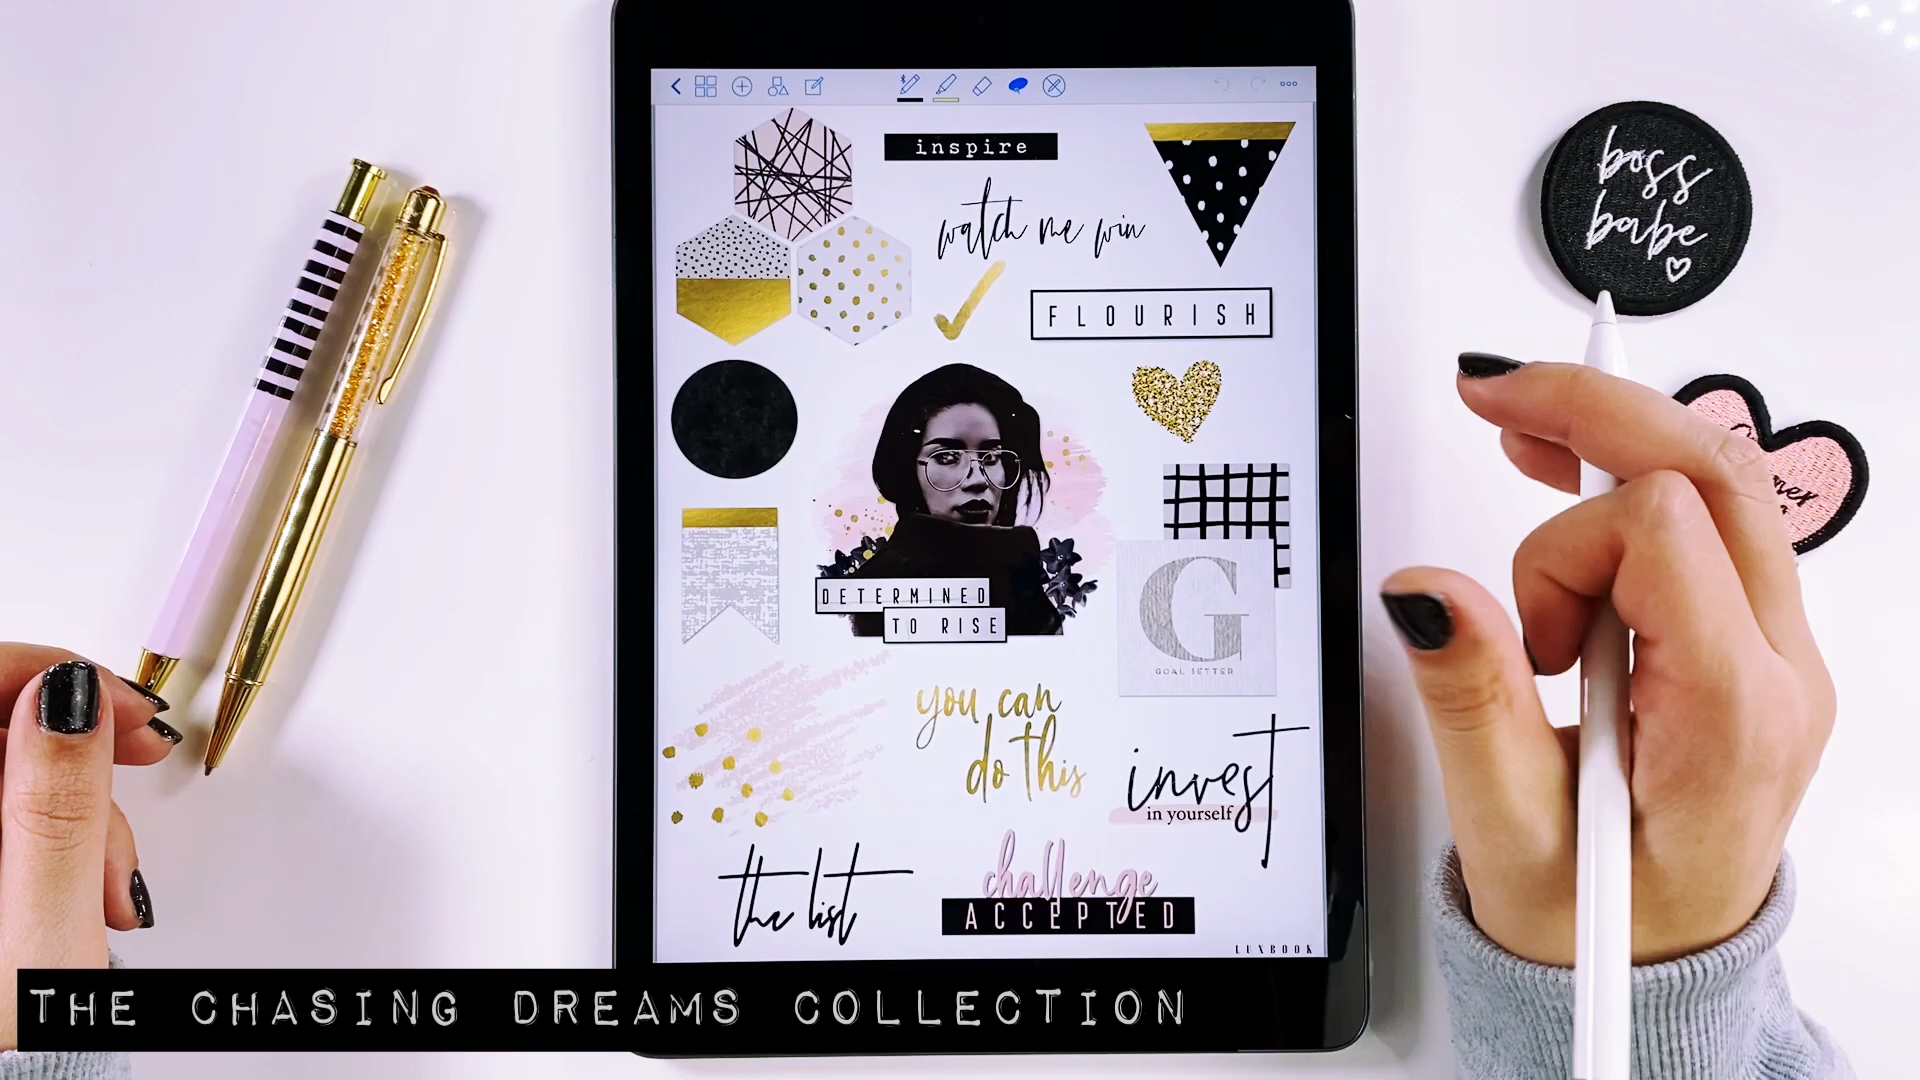 inspire
watch me win
FLOURISH
DETERMINED
TO RISE
G
GOAL SETTER
you can
do this
invest
in yourself
the list
challenge
ACCEPTED
LUXBOOK
boss
babe
THE CHASING DREAMS COLLECTION